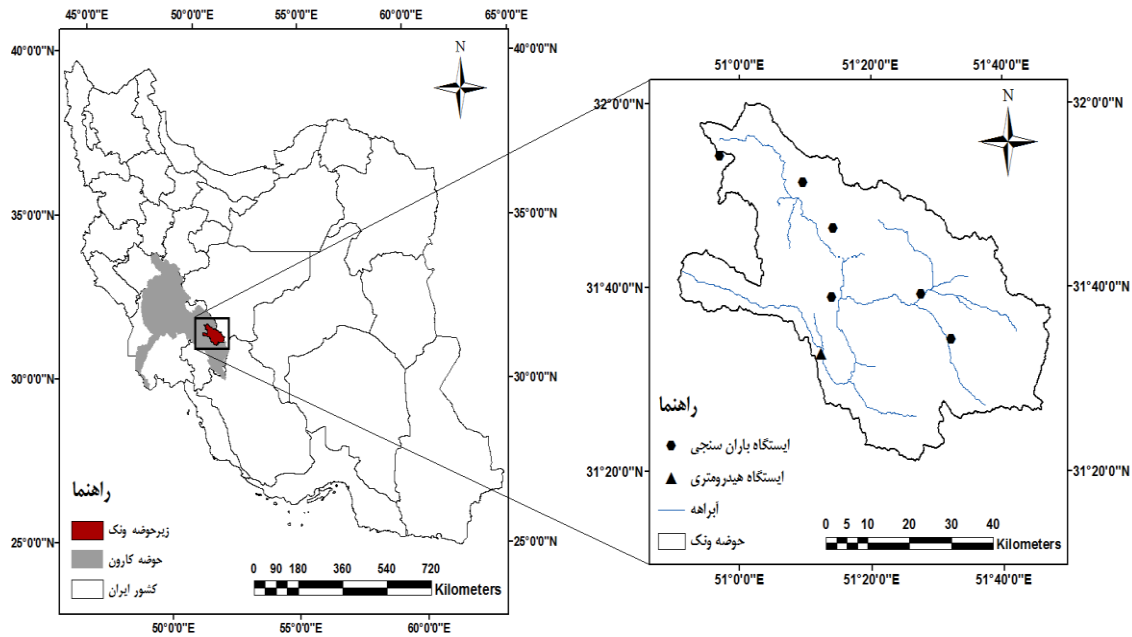 45°0'0"E 50°0'0"E 55°0'0"E 60°0'0"E 65°0'0"E
40°0'0"N
40°0'0"N
N
35°0'0"N
35°0'0"N
30°0'0"N
30°0'0"N
25°0'0"N
25°0'0"N
راهنما
زیرحوضه ونک
حوضه کارون
کشور ایران
0 90 180 360 540 720
Kilometers
50°0'0"E 55°0'0"E 60°0'0"E
51°0'0"E 51°20'0"E 51°40'0"E
32°0'0"N
32°0'0"N
N
31°40'0"N
31°40'0"N
31°20'0"N
31°20'0"N
راهنما
ایستگاه باران سنجی
ایستگاه هیدرومتری
آبراهه
حوضه ونک
0 5 10 20 30 40
Kilometers
51°0'0"E 51°20'0"E 51°40'0"E